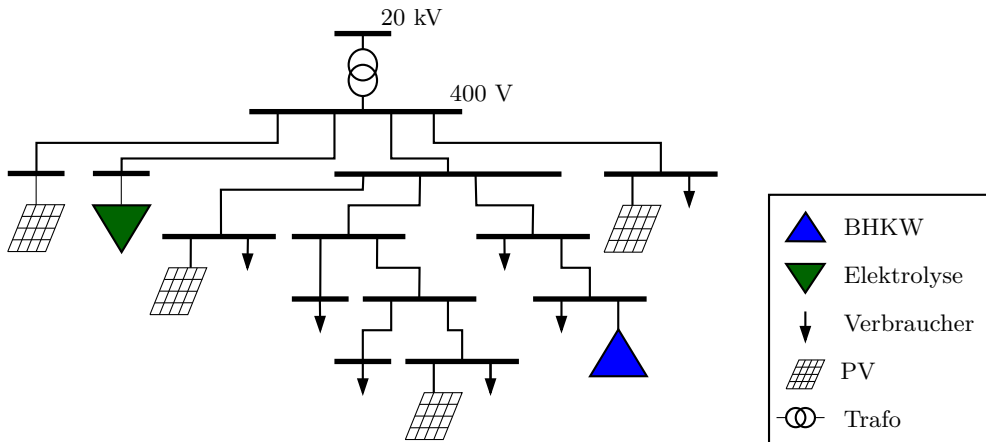 20 kV
400 V
BHKW
Elektrolyse
Verbraucher
PV
Trafo